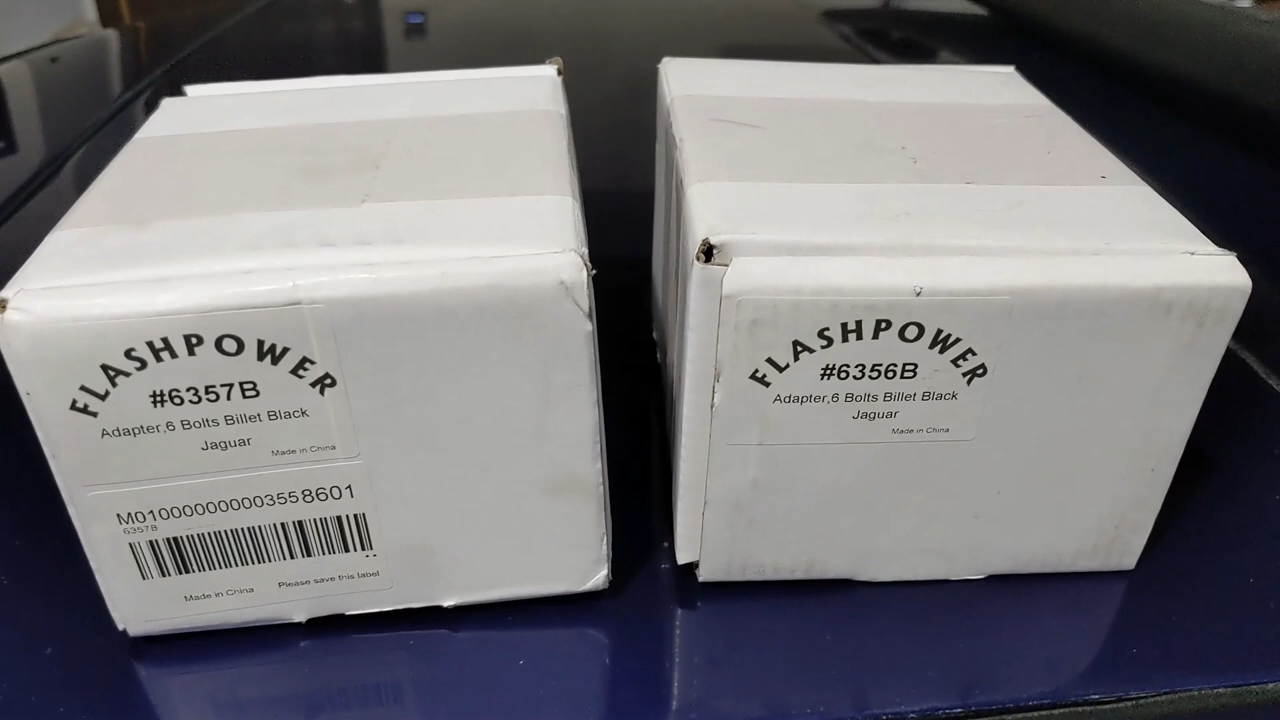 FLASHPOWER
#6357B
Adapter,6 Bolts Billet Black
Jaguar
Made in China
M010000000003558601
6357B
Made in China Please save this label
FLASHPOWER
#6356B
Adapter,6 Bolts Billet Black
Jaguar
Made in China